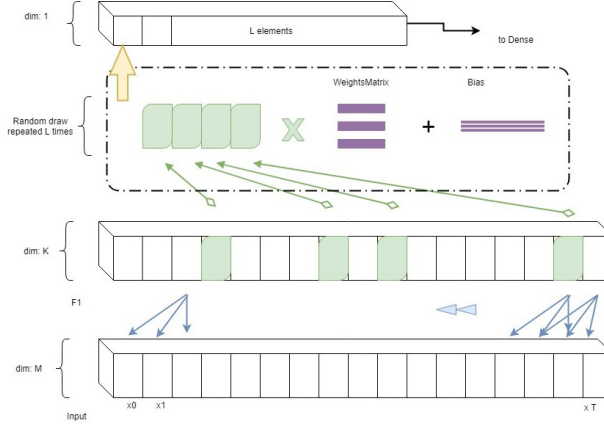 dim: 1
L elements
to Dense
WeightsMatrix
Bias
Random draw
repeated L times
X
+
dim: K
F1
dim: M
x0
x1
x T
Input